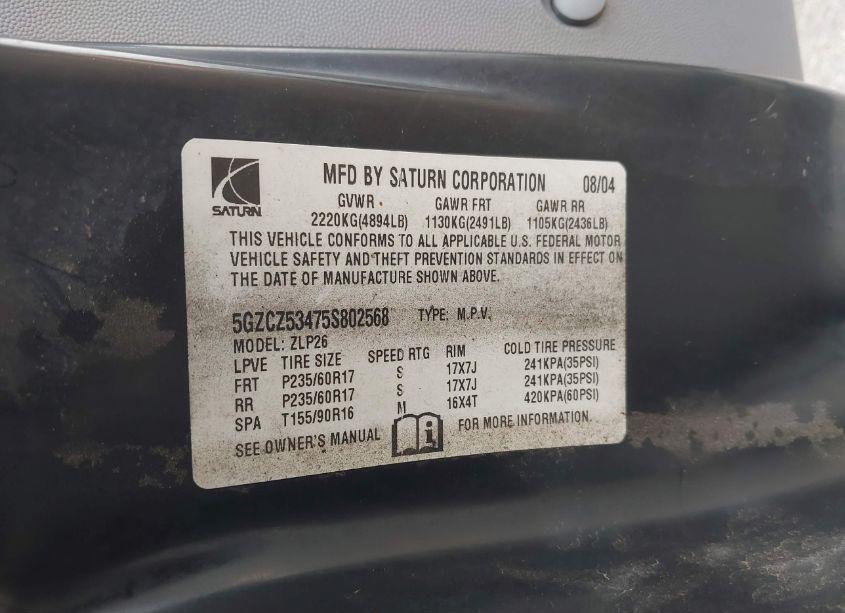 SATURN
MFD BY SATURN CORPORATION 08/04
GVWR GAWR FRT GAWR RR
2220KG(4894LB) 1130KG(2491LB) 1105KG(2436LB)
THIS VEHICLE CONFORMS TO ALL APPLICABLE U.S. FEDERAL MOTOR
VEHICLE SAFETY AND THEFT PREVENTION STANDARDS IN EFFECT ON
THE DATE OF MANUFACTURE SHOWN ABOVE.
5GZCZ53475S802568 TYPE: M.P.V.
MODEL: ZLP26
LPVE TIRE SIZE SPEED RTG RIM COLD TIRE PRESSURE
FRT P235/60R17 S 17X7J 241KPA(35PSI)
RR P235/60R17 S 17X7J 241KPA(35PSI)
SPA T155/90R16 M 16X4T 420KPA(60PSI)
SEE OWNER'S MANUAL i FOR MORE INFORMATION.